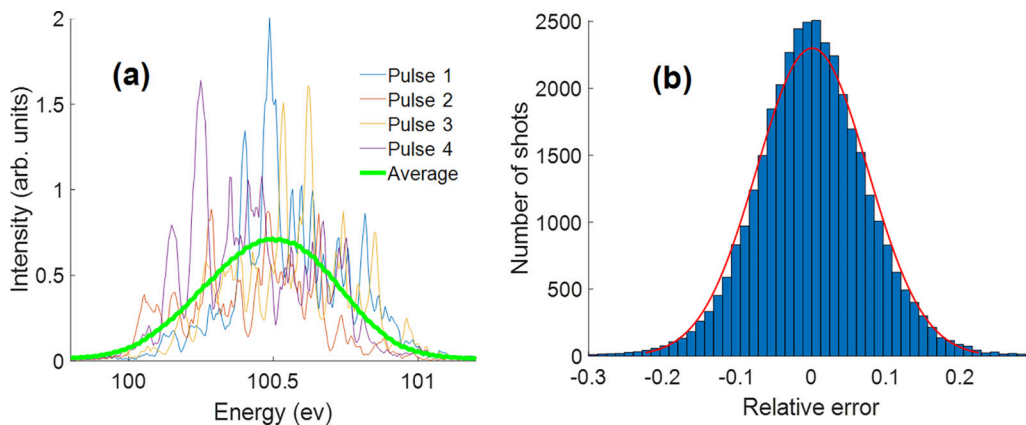 (a)
Intensity (arb. units)
2
1.5
1
0.5
0
100
100.5
101
Energy (ev)
Pulse 1
Pulse 2
Pulse 3
Pulse 4
Average
(b)
Number of shots
2500
2000
1500
1000
500
0
-0.3
-0.2
-0.1
0
0.1
0.2
Relative error